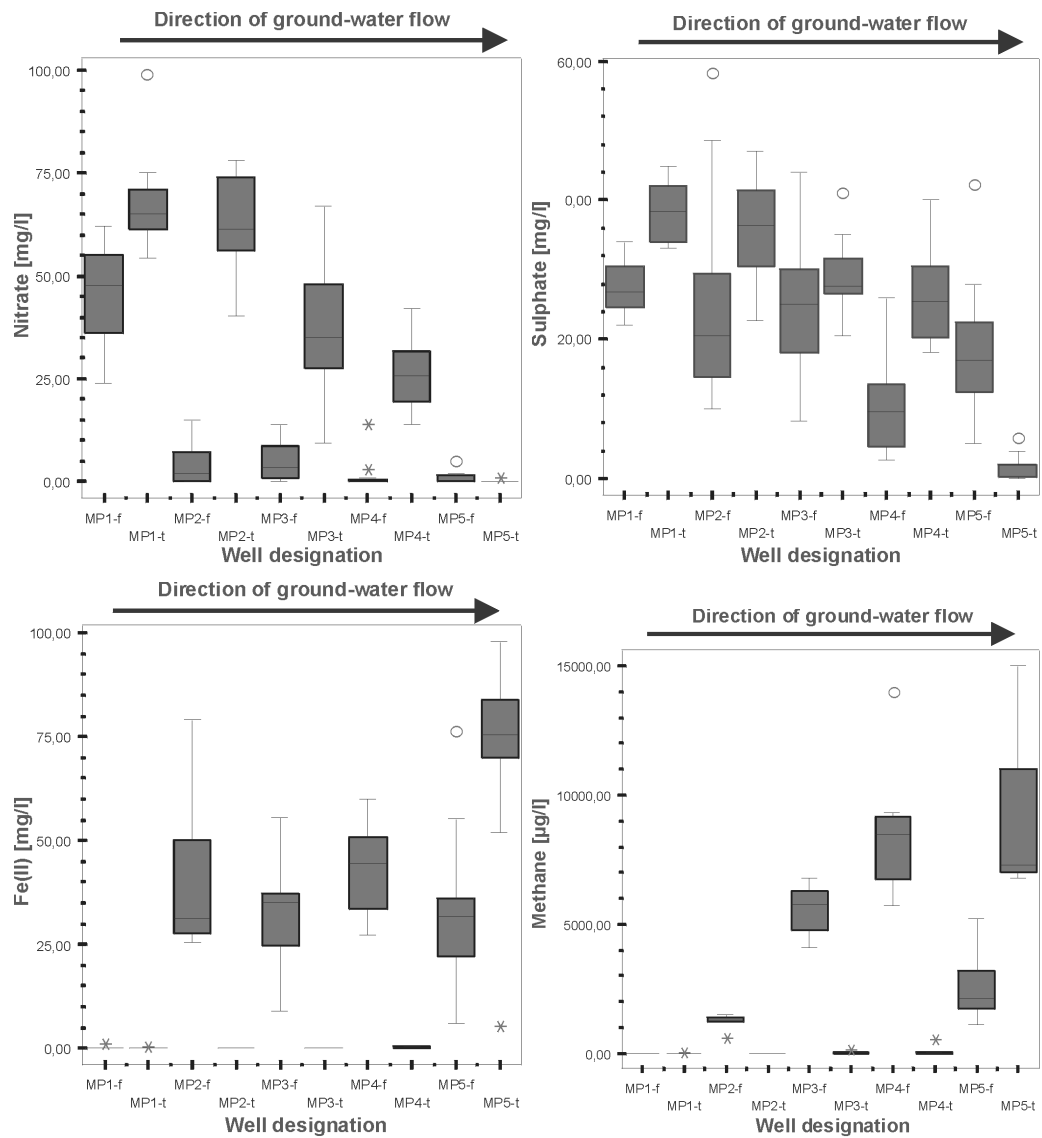 Direction of ground-water flow
100,00
75,00
50,00
25,00
0,00
Nitrate [mg/l]
MP1-f
MP2-f
MP3-f
MP4-f
MP5-f
MP1-t
MP2-t
MP3-t
MP4-t
MP5-t
Well designation
Direction of ground-water flow
60,00
0,00
20,00
0,00
Sulphate [mg/l]
MP1-f
MP2-f
MP3-f
MP4-f
MP5-f
MP1-t
MP2-t
MP3-t
MP4-t
MP5-t
Well designation
Direction of ground-water flow
100,00
75,00
50,00
25,00
0,00
Fe(II) [mg/l]
MP1-f
MP2-f
MP3-f
MP4-f
MP5-f
MP1-t
MP2-t
MP3-t
MP4-t
MP5-t
Well designation
Direction of ground-water flow
15000,00
10000,00
5000,00
0,00
Methane [µg/l]
MP1-f
MP2-f
MP3-f
MP4-f
MP5-f
MP1-t
MP2-t
MP3-t
MP4-t
MP5-t
Well designation